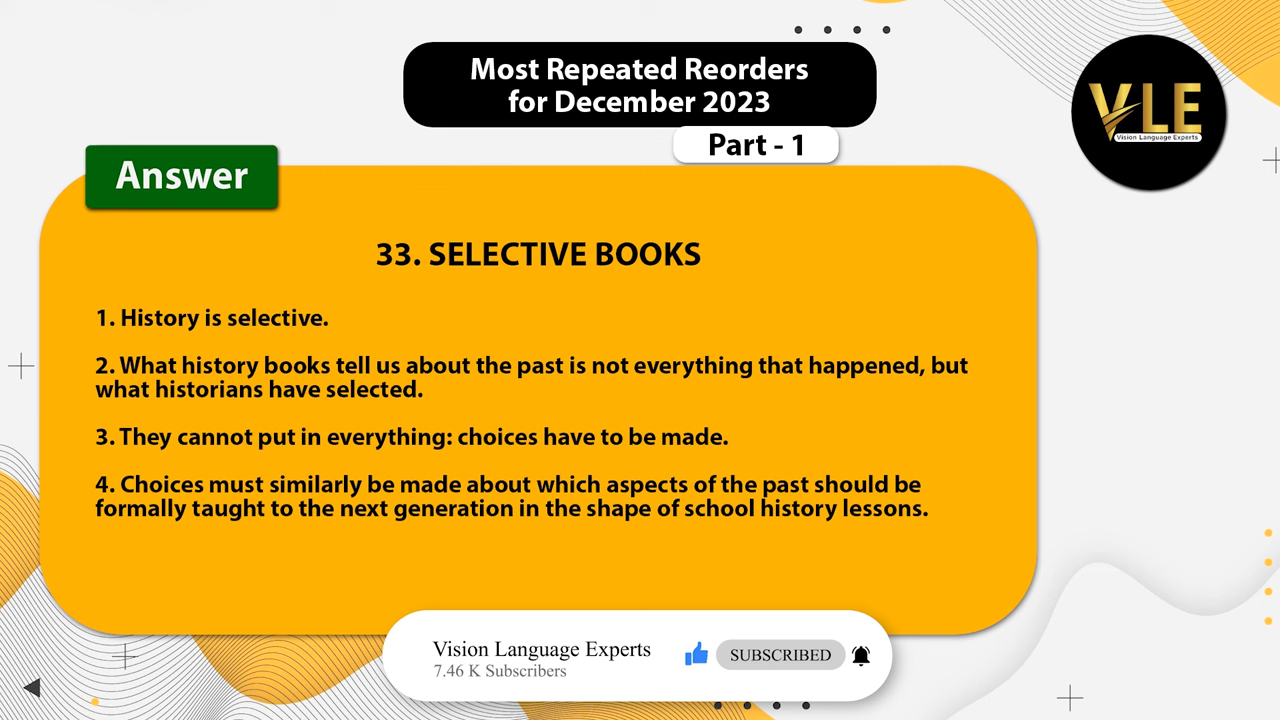 Most Repeated Reorders
for December 2023
Part - 1
VLE
Vision Language Experts
Answer
33. SELECTIVE BOOKS
1. History is selective.
2. What history books tell us about the past is not everything that happened, but
what historians have selected.
3. They cannot put in everything: choices have to be made.
4. Choices must similarly be made about which aspects of the past should be
formally taught to the next generation in the shape of school history lessons.
Vision Language Experts
7.46 K Subscribers
SUBSCRIBED